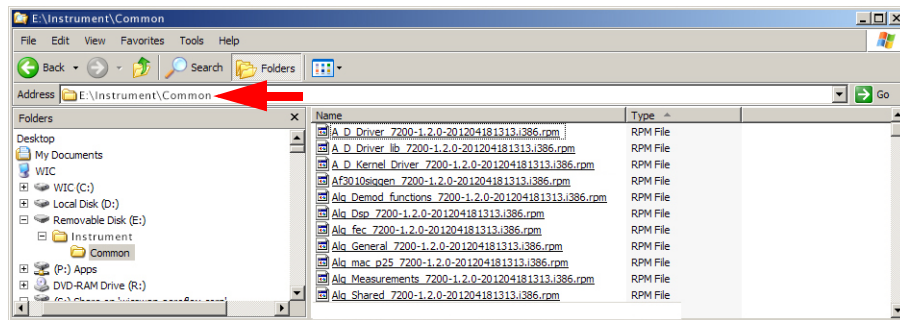 E:\Instrument\Common
File Edit View Favorites Tools Help
Back Search Folders
Address E:\Instrument\Common Go
Folders
Desktop
My Documents
WIC
WIC (C:)
Local Disk (D:)
Removable Disk (E:)
Instrument
Common
(P:) Apps
DVD-RAM Drive (R:)
Name Type
A_D_Driver_7200-1.2.0-201204181313.i386.rpm RPM File
A_D_Driver_lib_7200-1.2.0-201204181313.i386.rpm RPM File
A_D_Kernel_Driver_7200-1.2.0-201204181313.i386.rpm RPM File
Af3010siggen_7200-1.2.0-201204181313.i386.rpm RPM File
Alg_Demod_functions_7200-1.2.0-201204181313.i386.rpm RPM File
Alg_Dsp_7200-1.2.0-201204181313.i386.rpm RPM File
Alg_fec_7200-1.2.0-201204181313.i386.rpm RPM File
Alg_General_7200-1.2.0-201204181313.i386.rpm RPM File
Alg_mac_p25_7200-1.2.0-201204181313.i386.rpm RPM File
Alg_Measurements_7200-1.2.0-201204181313.i386.rpm RPM File
Alg_Shared_7200-1.2.0-201204181313.i386.rpm RPM File